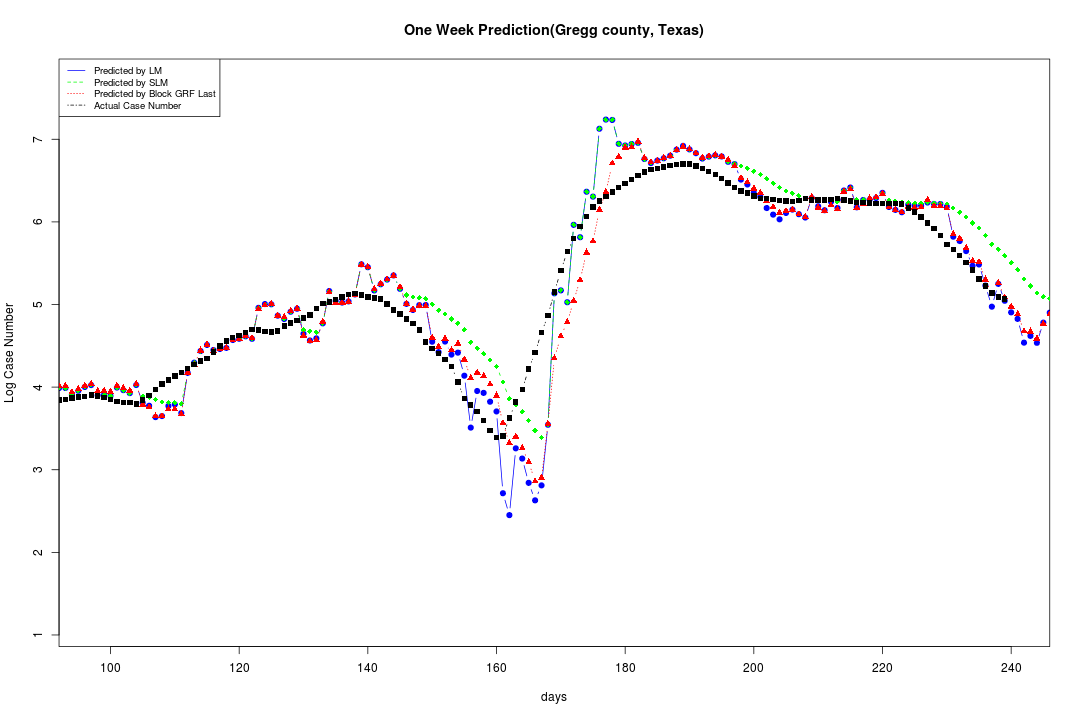 One Week Prediction(Gregg county, Texas)
Predicted by LM
Predicted by SLM
Predicted by Block GRF Last
Actual Case Number
7
6
5
4
3
2
1
Log Case Number
100 120 140 160 180 200 220 240
days